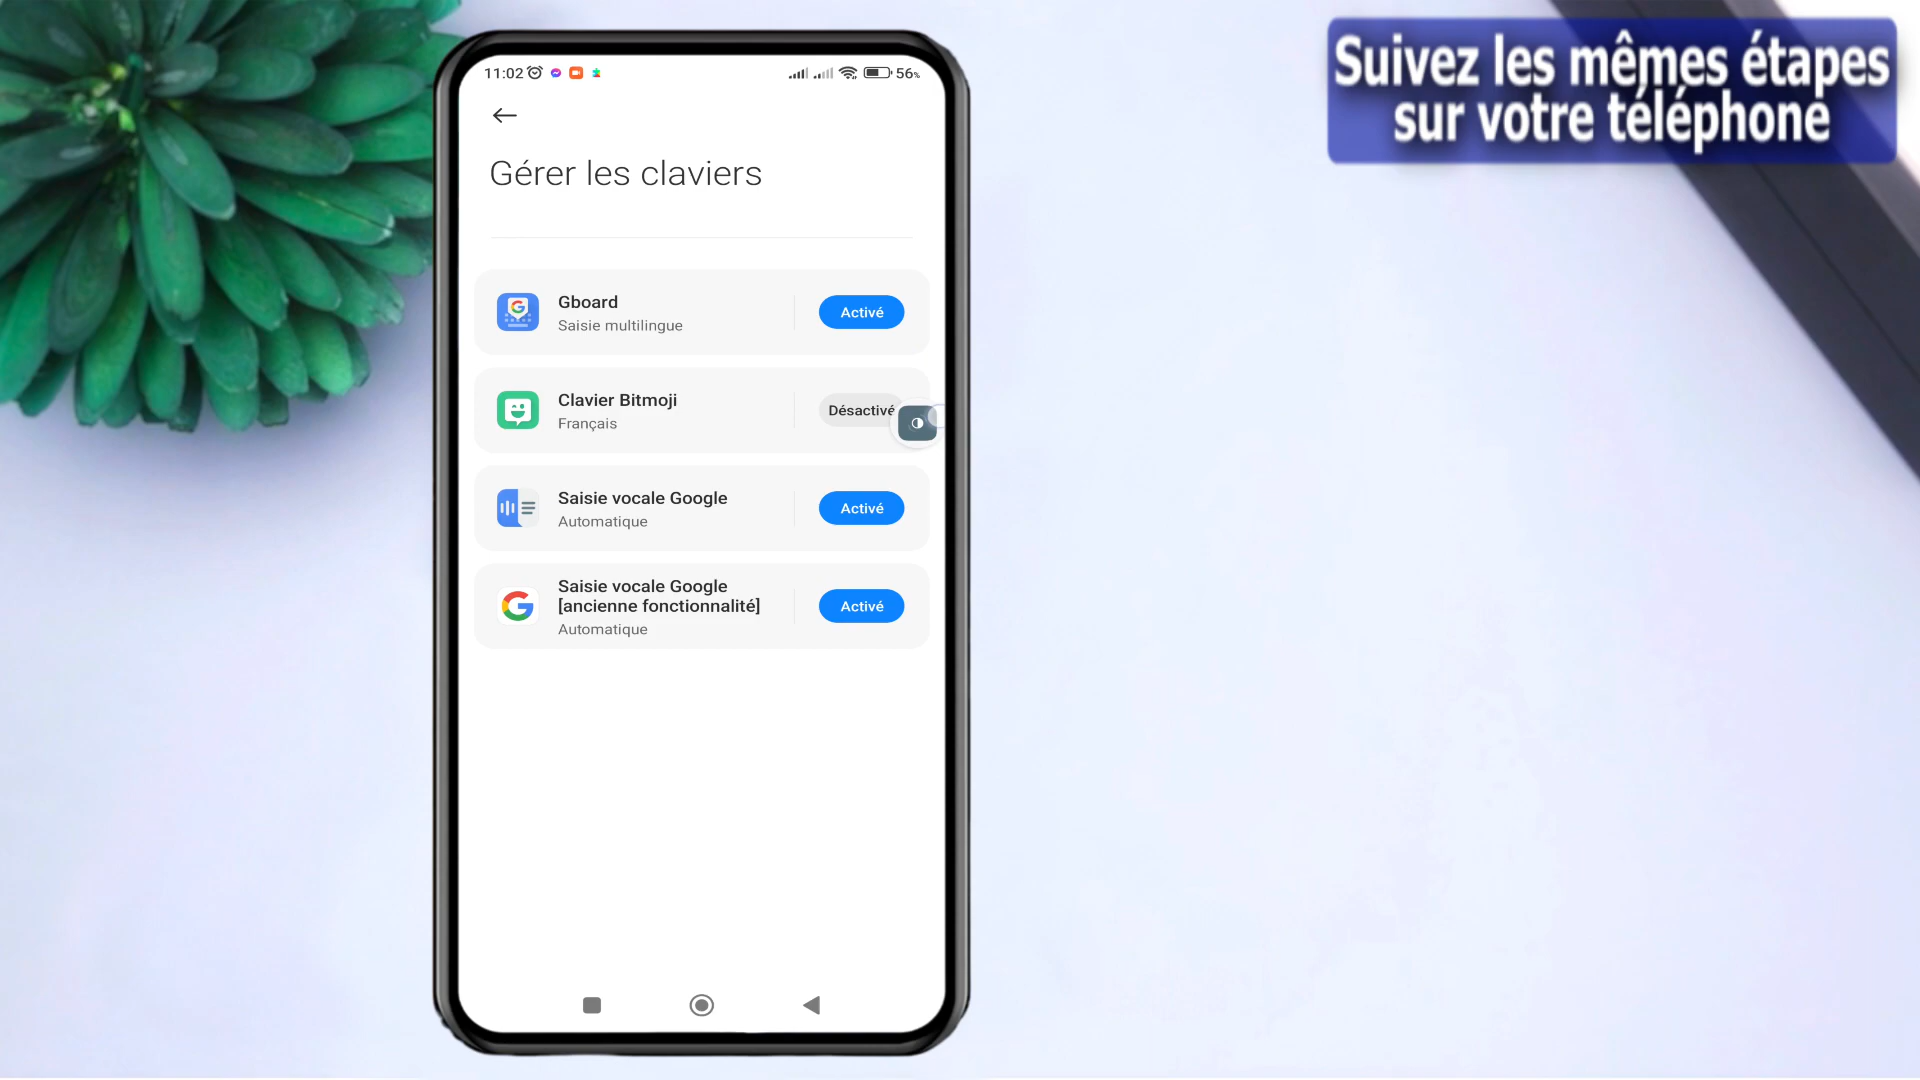 Suivez les mêmes étapes
sur votre téléphone
11:02
56%
Gérer les claviers
Gboard
Saisie multilingue
Activé
Clavier Bitmoji
Français
Désactivé
Saisie vocale Google
Automatique
Activé
Saisie vocale Google
[ancienne fonctionnalité]
Automatique
Activé